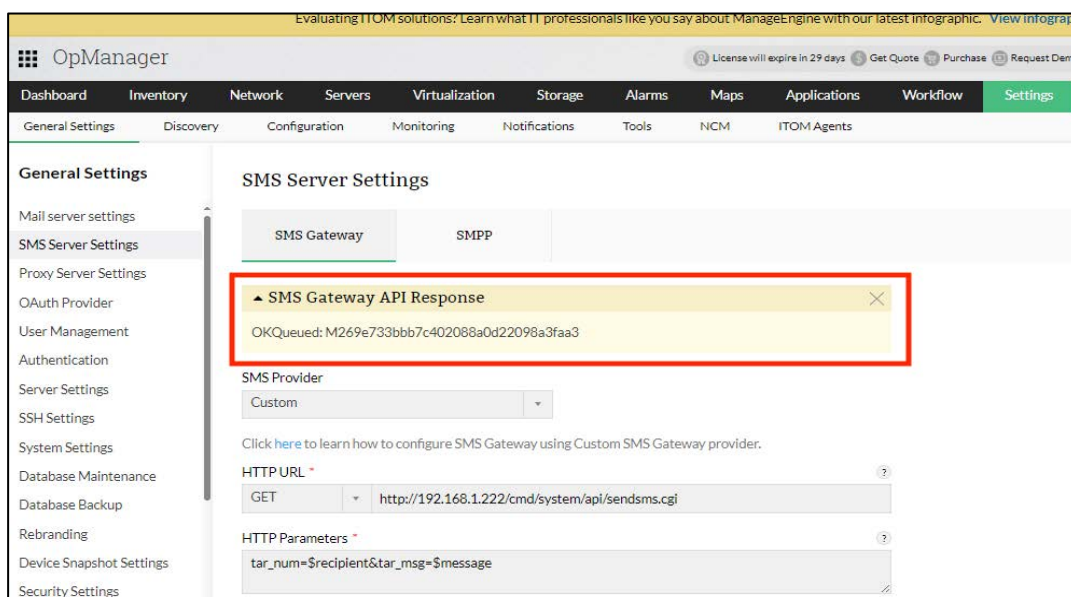 Evaluating ITOM solutions? Learn what IT professionals like you say about ManageEngine with our latest infographic. View infograp
OpManager
License will expire in 29 days Get Quote Purchase Request Dem
Dashboard Inventory Network Servers Virtualization Storage Alarms Maps Applications Workflow Settings
General Settings Discovery Configuration Monitoring Notifications Tools NCM ITOM Agents
General Settings
Mail server settings
SMS Server Settings
Proxy Server Settings
OAuth Provider
User Management
Authentication
Server Settings
SSH Settings
System Settings
Database Maintenance
Database Backup
Rebranding
Device Snapshot Settings
Security Settings
SMS Server Settings
SMS Gateway SMPP
SMS Gateway API Response
OKQueued: M269e733bbb7c402088a0d22098a3faa3
SMS Provider
Custom
Click here to learn how to configure SMS Gateway using Custom SMS Gateway provider.
HTTP URL * ?
GET http://192.168.1.222/cmd/system/api/sendsms.cgi
HTTP Parameters * ?
tar_num=$recipient&tar_msg=$message